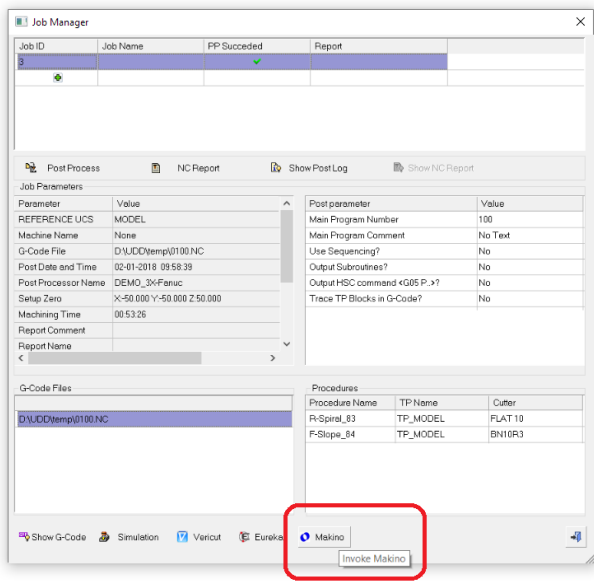 Job Manager
Job ID Job Name PP Succeded Report
3
Post Process NC Report Show Post Log Show NC Report
Job Parameters
Parameter Value
REFERENCE UCS MODEL
Machine Name None
G-Code File D:\UDD\temp\0100.NC
Post Date and Time 02-01-2018 09:58:39
Post Processor Name DEMO_3X-Fanuc
Setup Zero X:-50.000 Y:-50.000 Z:50.000
Machining Time 00:53:26
Report Comment
Report Name
Post parameter Value
Main Program Number 100
Main Program Comment No Text
Use Sequencing? No
Output Subroutines? No
Output HSC command <G05 P..>? No
Trace TP Blocks in G-Code? No
G-Code Files
D:\UDD\temp\0100.NC
Procedures
Procedure Name TP Name Cutter
R-Spiral_83 TP_MODEL FLAT 10
F-Slope_84 TP_MODEL BN10R3
Show G-Code Simulation Vericut Eureka Makino
Invoke Makino